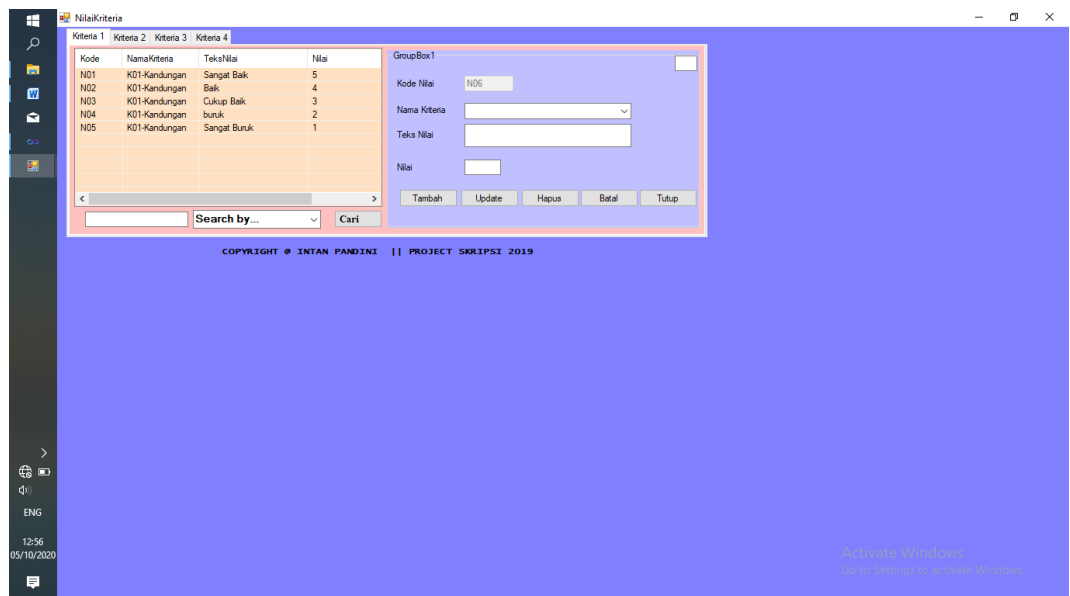 NilaiKriteria
Kriteria 1 Kriteria 2 Kriteria 3 Kriteria 4
Kode NamaKriteria TeksNilai Nilai
N01 K01-Kandungan Sangat Baik 5
N02 K01-Kandungan Baik 4
N03 K01-Kandungan Cukup Baik 3
N04 K01-Kandungan buruk 2
N05 K01-Kandungan Sangat Buruk 1
Search by... Cari
GroupBox1
Kode Nilai N06
Nama Kriteria
Teks Nilai
Nilai
Tambah Update Hapus Batal Tutup
COPYRIGHT @ INTAN PANDINI || PROJECT SKRIPSI 2019
ENG
12:56
05/10/2020
Activate Windows
Go to Settings to activate Windows.